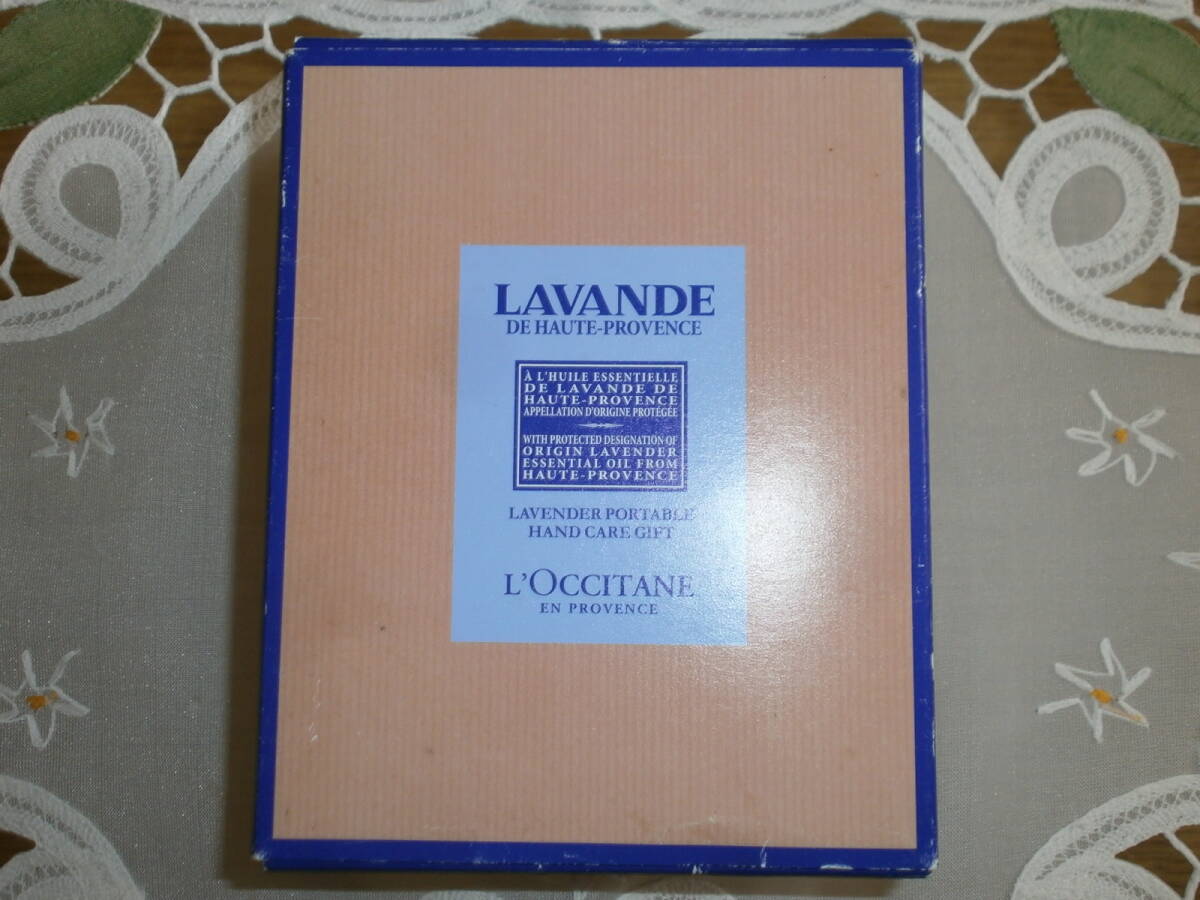 LAVANDE
DE HAUTE-PROVENCE
À L'HUILE ESSENTIELLE
DE LAVANDE DE
HAUTE-PROVENCE
APPELLATION D'ORIGINE PROTÉGÉE
WITH PROTECTED DESIGNATION OF
ORIGIN LAVENDER
ESSENTIAL OIL FROM
HAUTE-PROVENCE
LAVENDER PORTABLE
HAND CARE GIFT
L'OCCITANE
EN PROVENCE